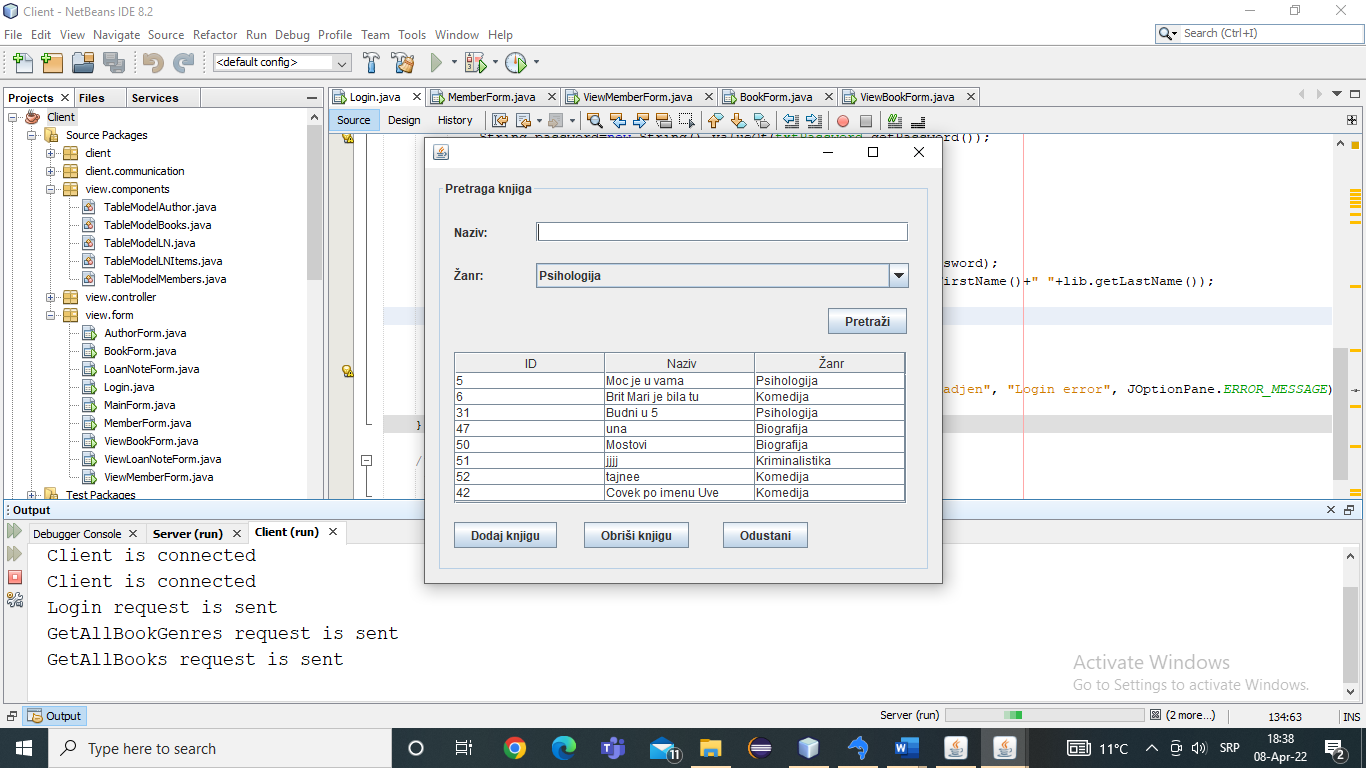 Client - NetBeans IDE 8.2
File Edit View Navigate Source Refactor Run Debug Profile Team Tools Window Help
Search (Ctrl+I)
<default config>
Projects Files Services
Login.java MemberForm.java ViewMemberForm.java BookForm.java ViewBookForm.java
Source Design History
Client
Source Packages
client
client.communication
view.components
TableModelAuthor.java
TableModelBooks.java
TableModelLN.java
TableModelLNItems.java
TableModelMembers.java
view.controller
view.form
AuthorForm.java
BookForm.java
LoanNoteForm.java
Login.java
MainForm.java
MemberForm.java
ViewBookForm.java
ViewLoanNoteForm.java
ViewMemberForm.java
Test Packages
String password=new String().valueOf(txtPassword.getPassword());
sword);
irstName()+" "+lib.getLastName());
adjen", "Login error", JOptionPane.ERROR_MESSAGE)
}
/
Pretraga knjiga
Naziv:
Žanr: Psihologija
Pretraži
ID Naziv Žanr
5 Moc je u vama Psihologija
6 Brit Mari je bila tu Komedija
31 Budni u 5 Psihologija
47 una Biografija
50 Mostovi Biografija
51 jjjj Kriminalistika
52 tajnee Komedija
42 Covek po imenu Uve Komedija
Dodaj knjigu Obriši knjigu Odustani
Output
Debugger Console Server (run) Client (run)
Client is connected
Client is connected
Login request is sent
GetAllBookGenres request is sent
GetAllBooks request is sent
Activate Windows
Go to Settings to activate Windows.
Output
Server (run) (2 more...) 134:63 INS
Type here to search
11
11°C
SRP
18:38
08-Apr-22
2